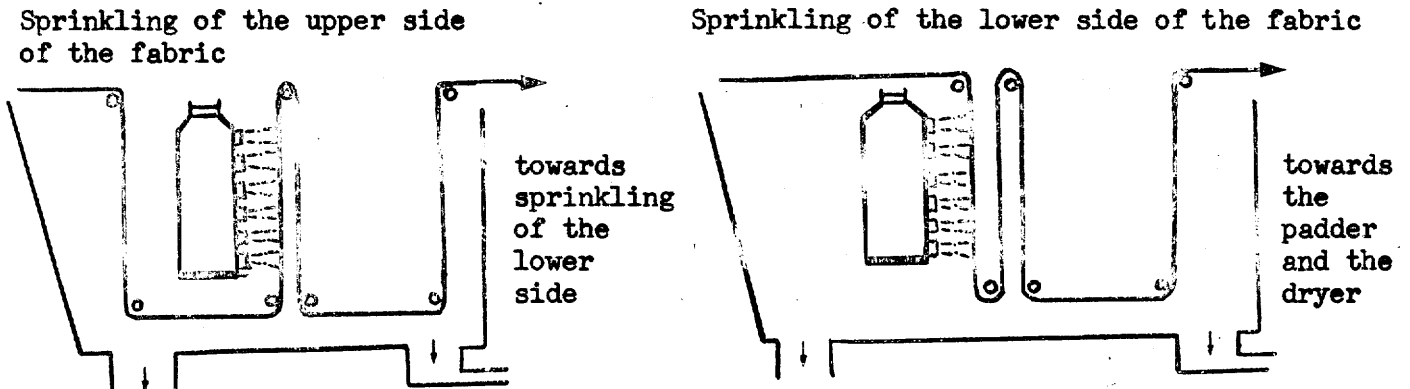 Sprinkling of the upper side
of the fabric
Sprinkling of the lower side of the fabric
towards
sprinkling
of the
lower
side
towards
the
padder
and the
dryer